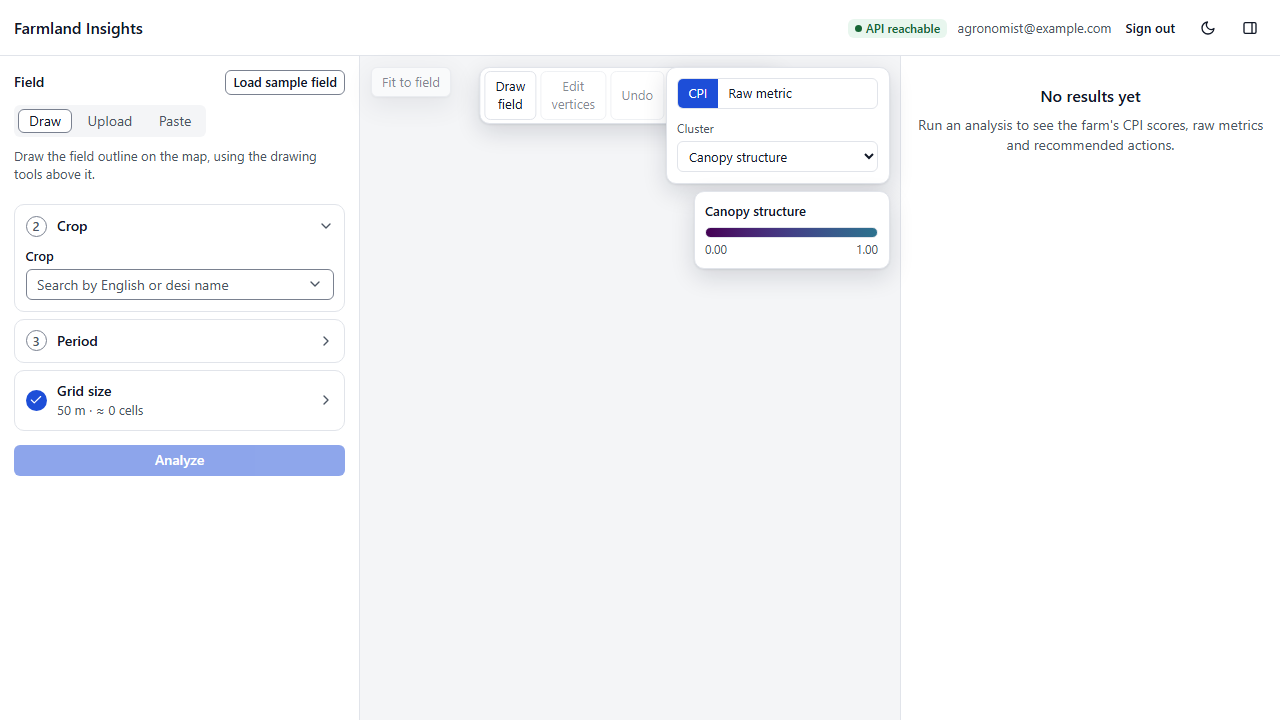 Farmland Insights
API reachable
agronomist@example.com
Sign out
Field
Load sample field
Draw
Upload
Paste
Draw the field outline on the map, using the drawing
tools above it.
2
Crop
Crop
Search by English or desi name
3
Period
Grid size
50 m · ≈ 0 cells
Analyze
Fit to field
Draw
field
Edit
vertices
Undo
CPI
Raw metric
Cluster
Canopy structure
Canopy structure
0.00
1.00
No results yet
Run an analysis to see the farm's CPI scores, raw metrics
and recommended actions.